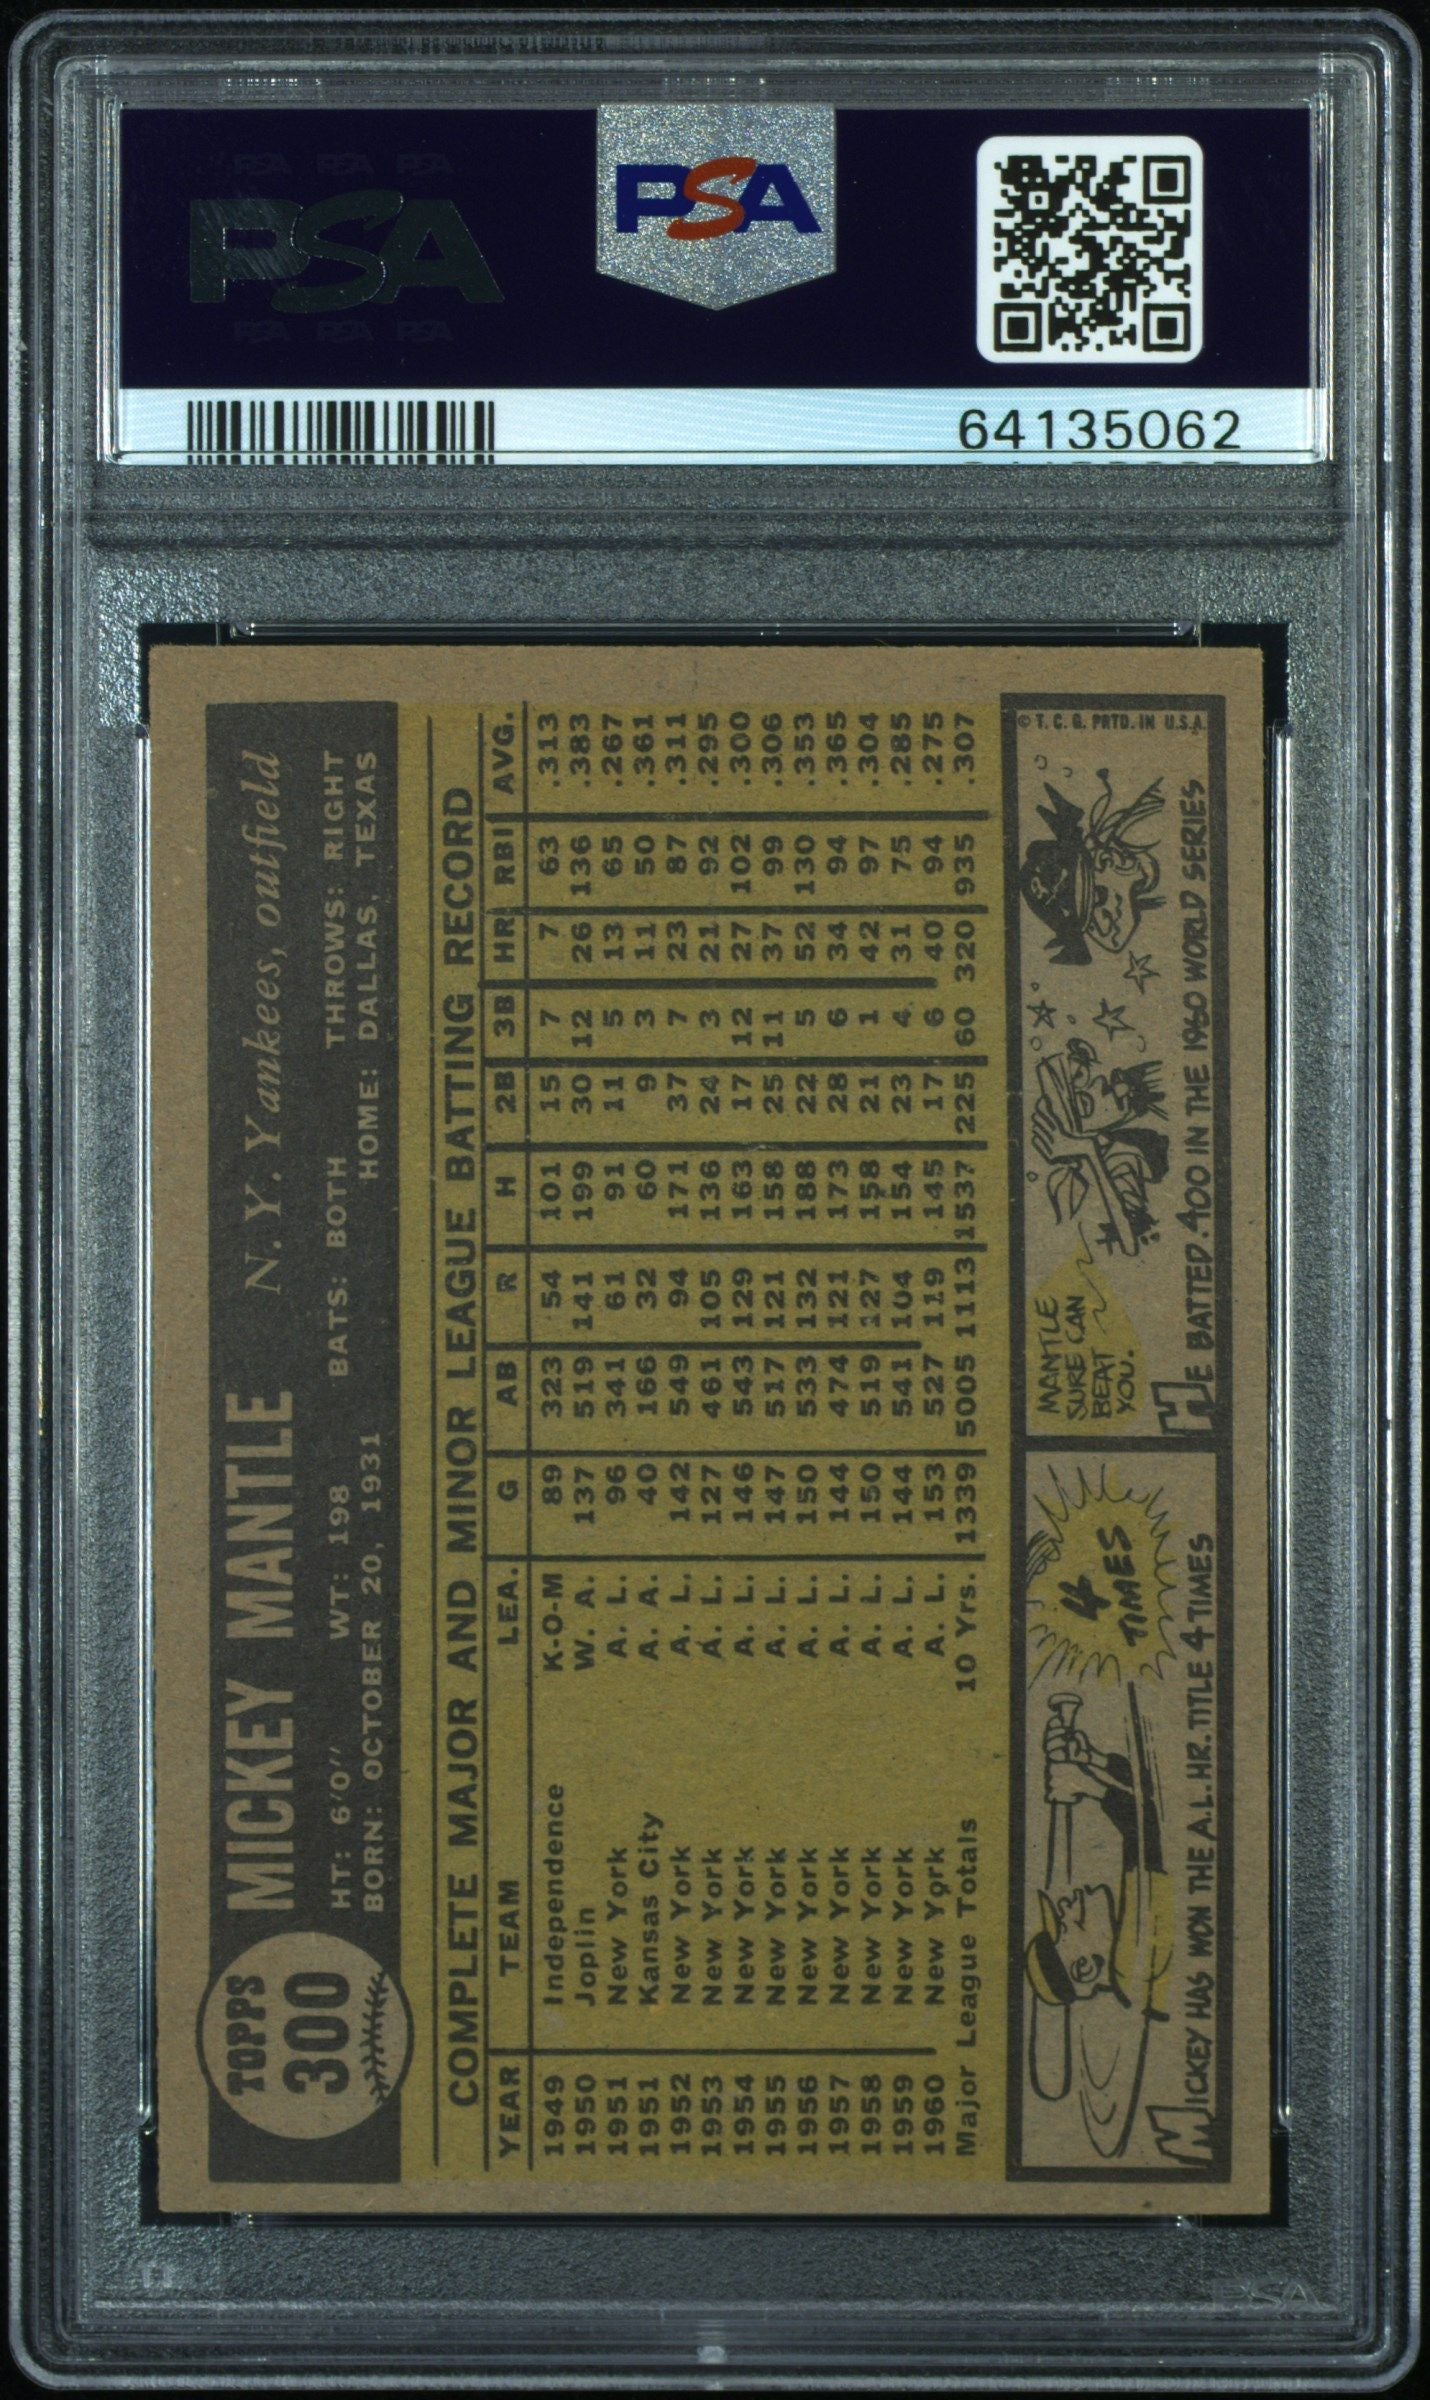 PSA PSA PSA
PSA
PSA PSA PSA
PSA
64135062
TOPPS
300
MICKEY MANTLE N. Y. Yankees, outfield
HT: 6'0" WT: 198 BATS: BOTH THROWS: RIGHT
BORN: OCTOBER 20, 1931 HOME: DALLAS, TEXAS
COMPLETE MAJOR AND MINOR LEAGUE BATTING RECORD
YEAR TEAM LEA. G AB R H 2B 3B HR RBI AVG.
1949 Independence K-O-M 89 323 54 101 15 7 7 63 .313
1950 Joplin W. A. 137 519 141 199 30 12 26 136 .383
1951 New York A. L. 96 341 61 91 11 5 13 65 .267
1951 Kansas City A. A. 40 166 32 60 9 3 11 50 .361
1952 New York A. L. 142 549 94 171 37 7 23 87 .311
1953 New York A. L. 127 461 105 136 24 3 21 92 .295
1954 New York A. L. 146 543 129 163 17 12 27 102 .300
1955 New York A. L. 147 517 121 158 25 11 37 99 .306
1956 New York A. L. 150 533 132 188 22 5 52 130 .353
1957 New York A. L. 144 474 121 173 28 6 34 94 .365
1958 New York A. L. 150 519 127 158 21 1 42 97 .304
1959 New York A. L. 144 541 104 154 23 4 31 75 .285
1960 New York A. L. 153 527 119 145 17 6 40 94 .275
Major League Totals 10 Yrs. 1339 5005 1113 1537 225 60 320 935 .307
4
TIMES
MICKEY HAS WON THE A.L. HR. TITLE 4 TIMES
MANTLE
SURE CAN
BEAT
YOU.
HE BATTED .400 IN THE 1960 WORLD SERIES
© T. C. G. PRTD. IN U.S.A.
PSA